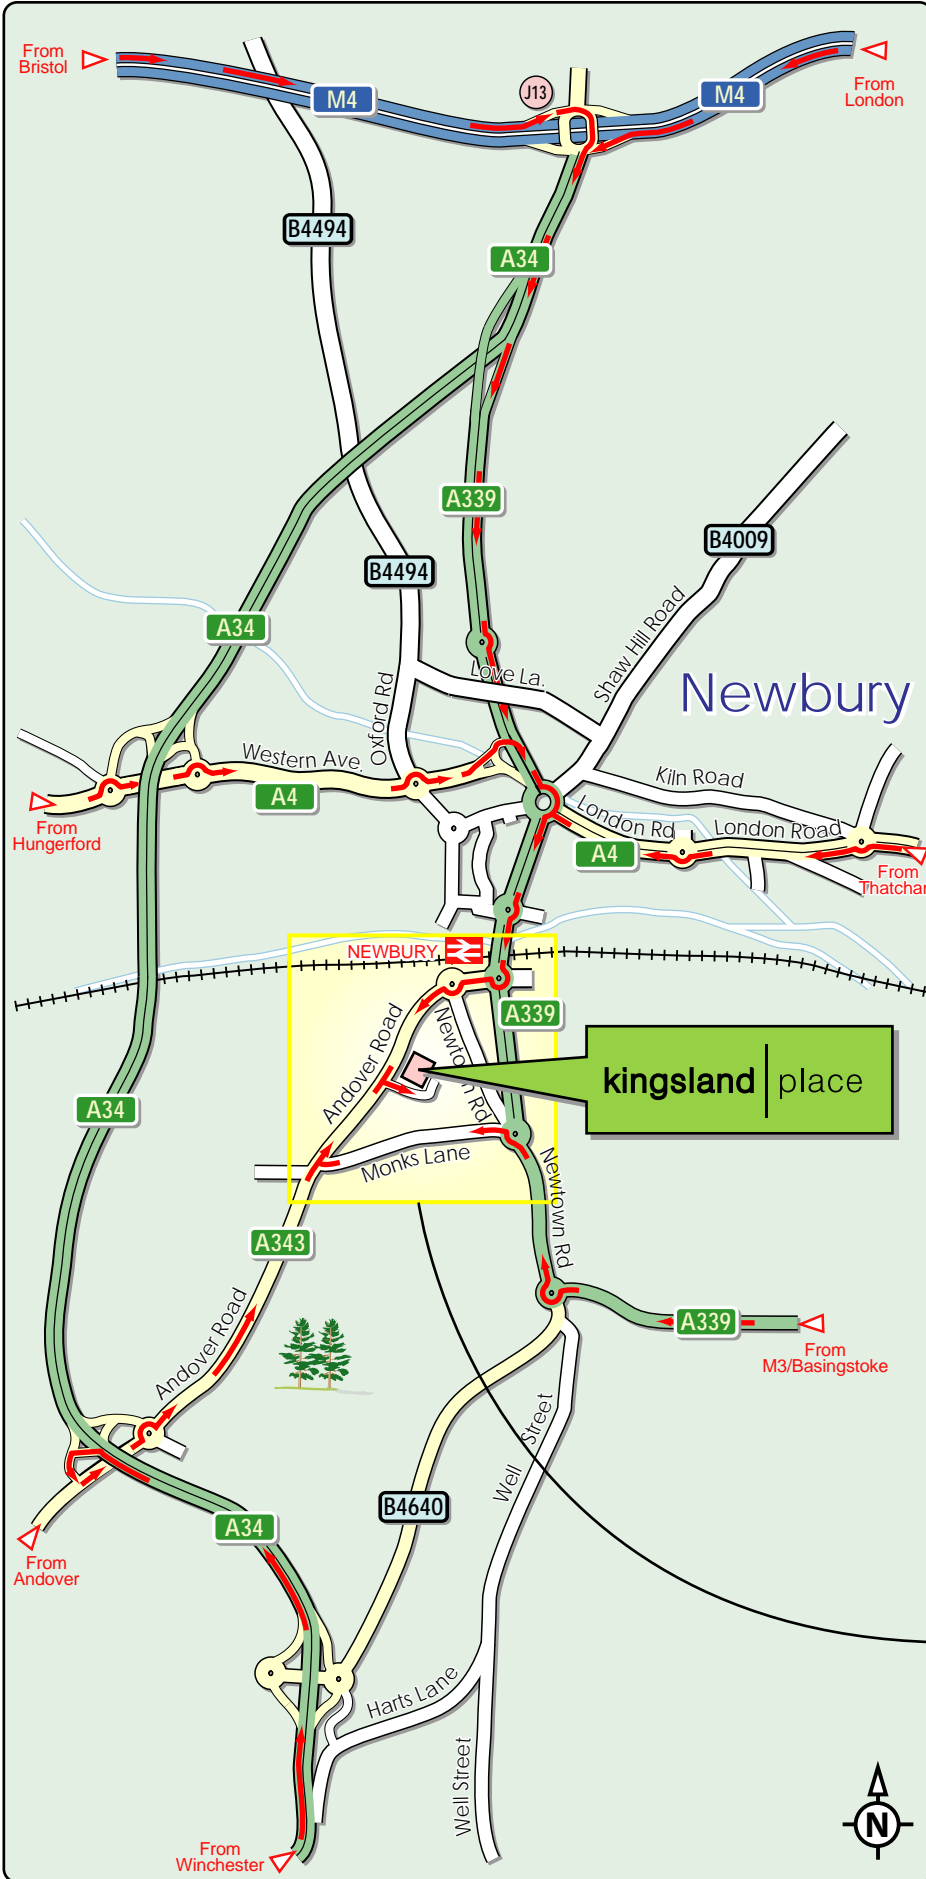 From
Bristol
M4
J13
M4
From
London
B4494
A34
A339
B4009
B4494
A34
Shaw Hill Road
Love La.
Newbury
Oxford Rd
Western Ave.
A4
Kiln Road
London Rd
London Road
A4
From
Hungerford
From
Thatcham
NEWBURY
A339
Andover Road
Newtown Rd
kingsland place
A34
Monks Lane
Newtown Rd
A343
A339
From
M3/Basingstoke
Andover Road
Well Street
B4640
A34
From
Andover
Harts Lane
Well Street
From
Winchester
N